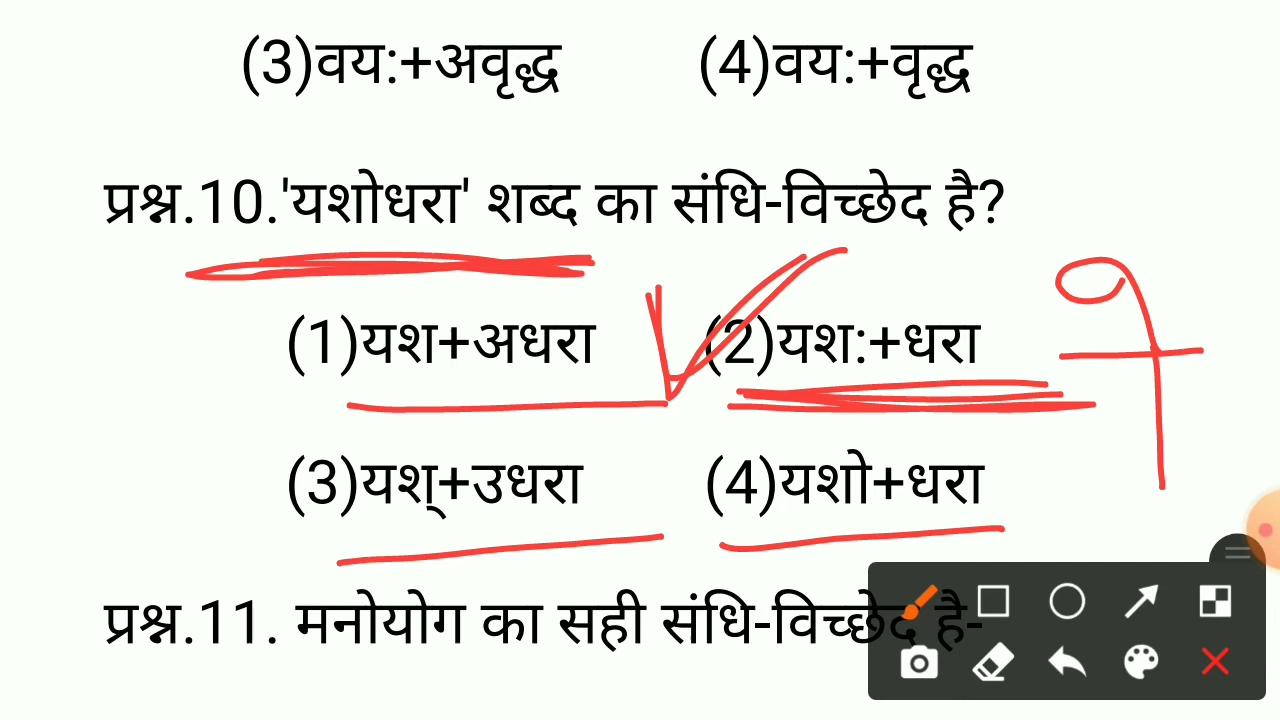 (3)वय:+अवृद्ध (4)वय:+वृद्ध
प्रश्न.10.'यशोधरा' शब्द का संधि-विच्छेद है?
(1)यश+अधरा (2)यश:+धरा
(3)यश्+उधरा (4)यशो+धरा
प्रश्न.11. मनोयोग का सही संधि-विच्छेद है-